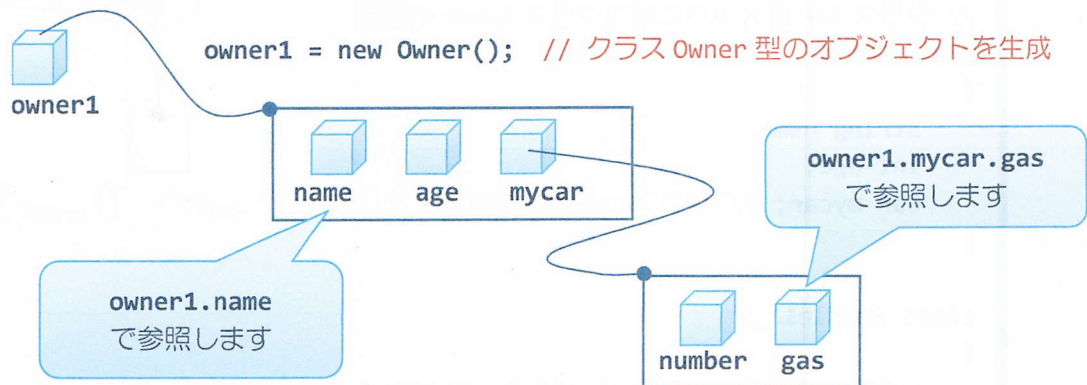 owner1 = new Owner(); // クラス Owner 型のオブジェクトを生成
owner1
name age mycar
owner1.mycar.gas
で参照します
owner1.name
で参照します
number gas